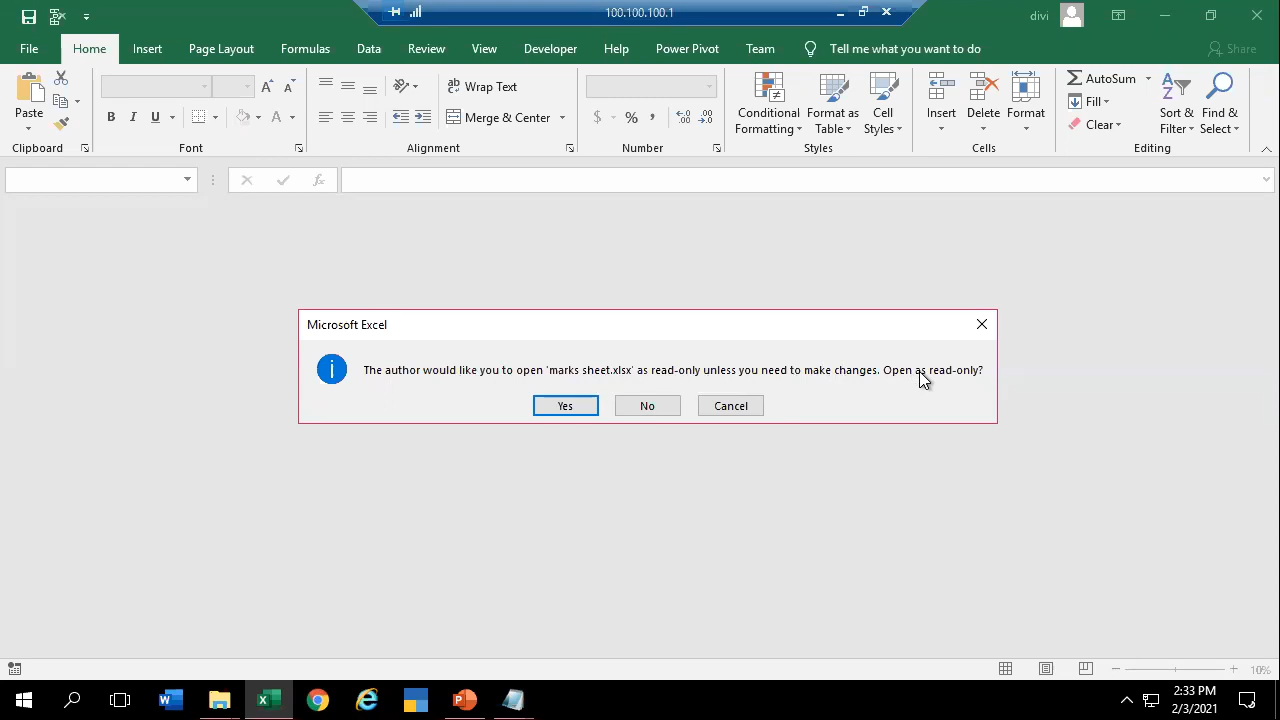 100.100.100.1
divi
File Home Insert Page Layout Formulas Data Review View Developer Help Power Pivot Team Tell me what you want to do Share
Paste
Clipboard
B I U A
A A
Font
ab Wrap Text
Merge & Center
Alignment
$ % ,
Number
Conditional Formatting
Format as Table
Cell Styles
Styles
Insert
Delete
Format
Cells
AutoSum
Fill
Clear
Sort & Filter
Find & Select
Editing
fx
Microsoft Excel
The author would like you to open 'marks sheet.xlsx' as read-only unless you need to make changes. Open as read-only?
Yes No Cancel
10%
2:33 PM
2/3/2021